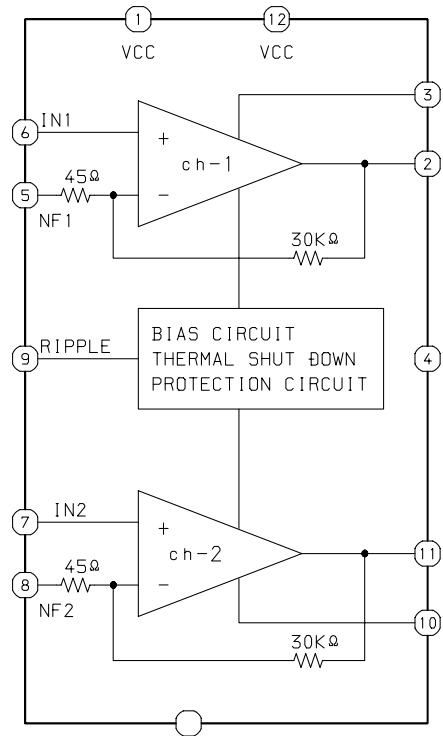 1
12
VCC
VCC
3
IN1
6
+
ch-1
2
45Ω
5
−
NF1
30KΩ
BIAS CIRCUIT
THERMAL SHUT DOWN
PROTECTION CIRCUIT
RIPPLE
9
4
IN2
7
+
ch-2
11
45Ω
8
−
NF2
10
30KΩ